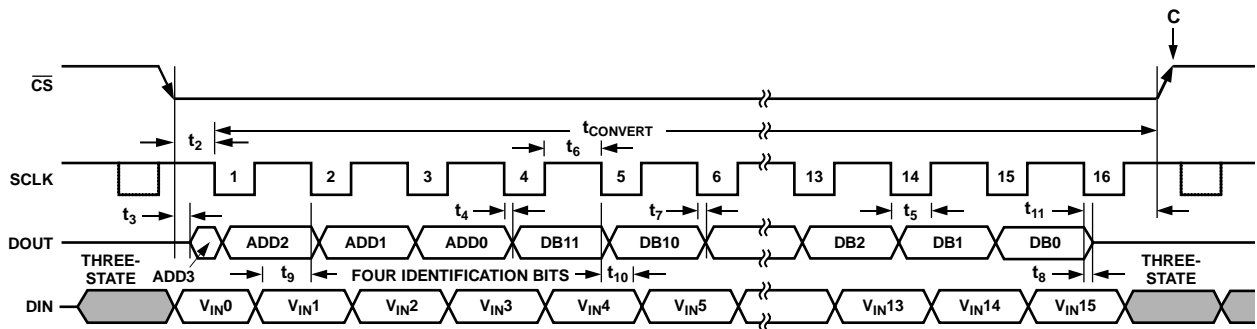 C
CS
tCONVERT
t2
t6
SCLK
1 2 3 4 5 6 13 14 15 16
t3 t4 t7 t5 t11
DOUT
ADD2 ADD1 ADD0 DB11 DB10 DB2 DB1 DB0
THREE-
STATE
ADD3
t9
FOUR IDENTIFICATION BITS
t10
t8
THREE-
STATE
DIN
VIN0 VIN1 VIN2 VIN3 VIN4 VIN5 VIN13 VIN14 VIN15